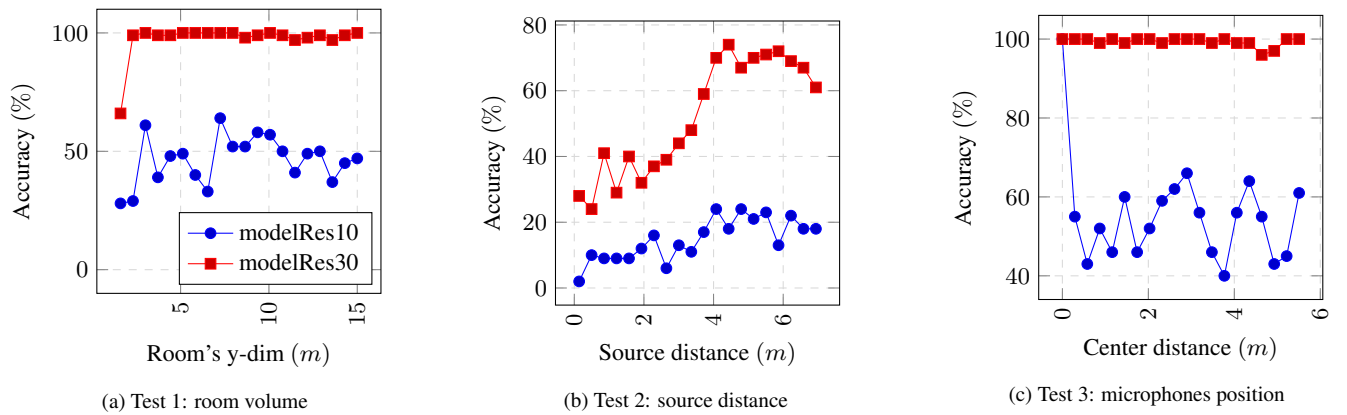 100
50
0
Accuracy (%)
5
10
15
Room's y-dim (m)
modelRes10
modelRes30
(a) Test 1: room volume
80
60
40
20
0
Accuracy (%)
0
2
4
6
Source distance (m)
(b) Test 2: source distance
100
80
60
40
Accuracy (%)
0
2
4
6
Center distance (m)
(c) Test 3: microphones position